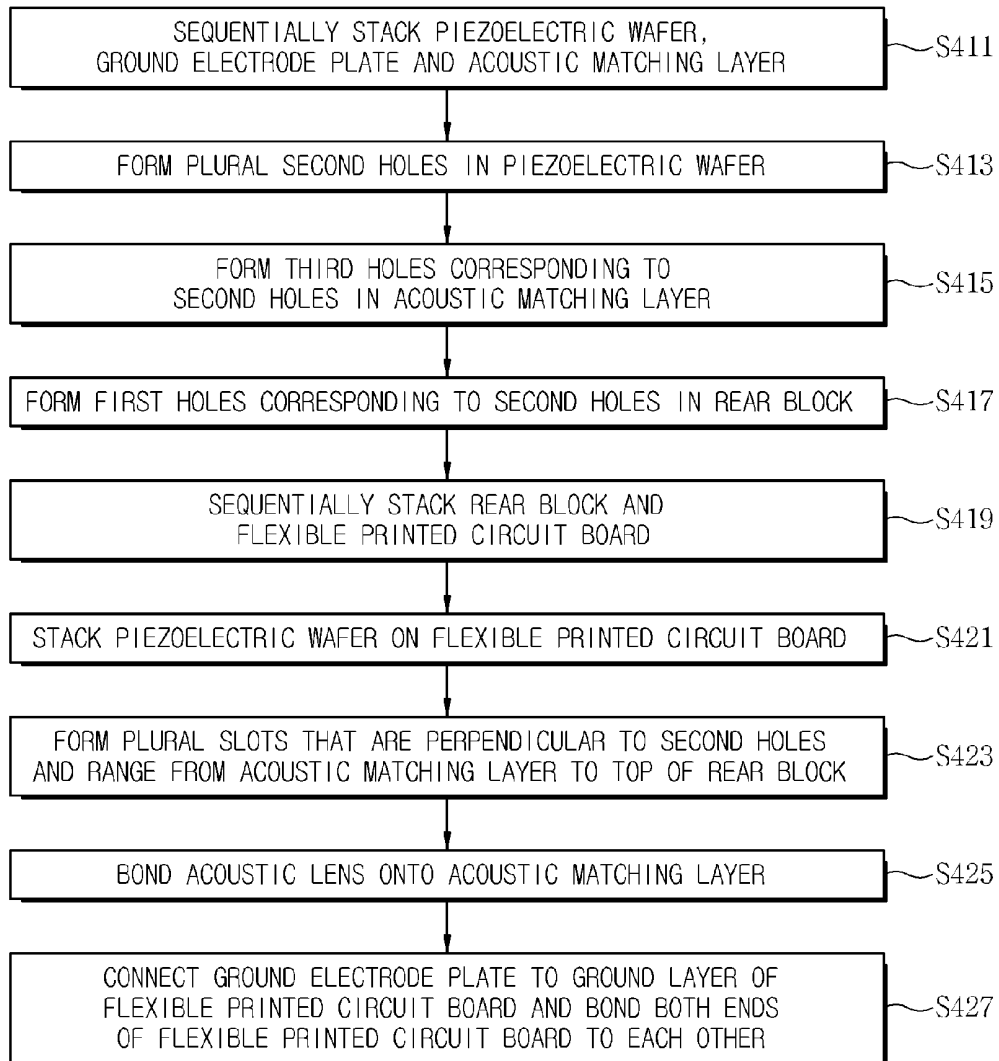 SEQUENTIALLY STACK PIEZOELECTRIC WAFER,
GROUND ELECTRODE PLATE AND ACOUSTIC MATCHING LAYER
S411
FORM PLURAL SECOND HOLES IN PIEZOELECTRIC WAFER
S413
FORM THIRD HOLES CORRESPONDING TO
SECOND HOLES IN ACOUSTIC MATCHING LAYER
S415
FORM FIRST HOLES CORRESPONDING TO SECOND HOLES IN REAR BLOCK
S417
SEQUENTIALLY STACK REAR BLOCK AND
FLEXIBLE PRINTED CIRCUIT BOARD
S419
STACK PIEZOELECTRIC WAFER ON FLEXIBLE PRINTED CIRCUIT BOARD
S421
FORM PLURAL SLOTS THAT ARE PERPENDICULAR TO SECOND HOLES
AND RANGE FROM ACOUSTIC MATCHING LAYER TO TOP OF REAR BLOCK
S423
BOND ACOUSTIC LENS ONTO ACOUSTIC MATCHING LAYER
S425
CONNECT GROUND ELECTRODE PLATE TO GROUND LAYER OF
FLEXIBLE PRINTED CIRCUIT BOARD AND BOND BOTH ENDS
OF FLEXIBLE PRINTED CIRCUIT BOARD TO EACH OTHER
S427